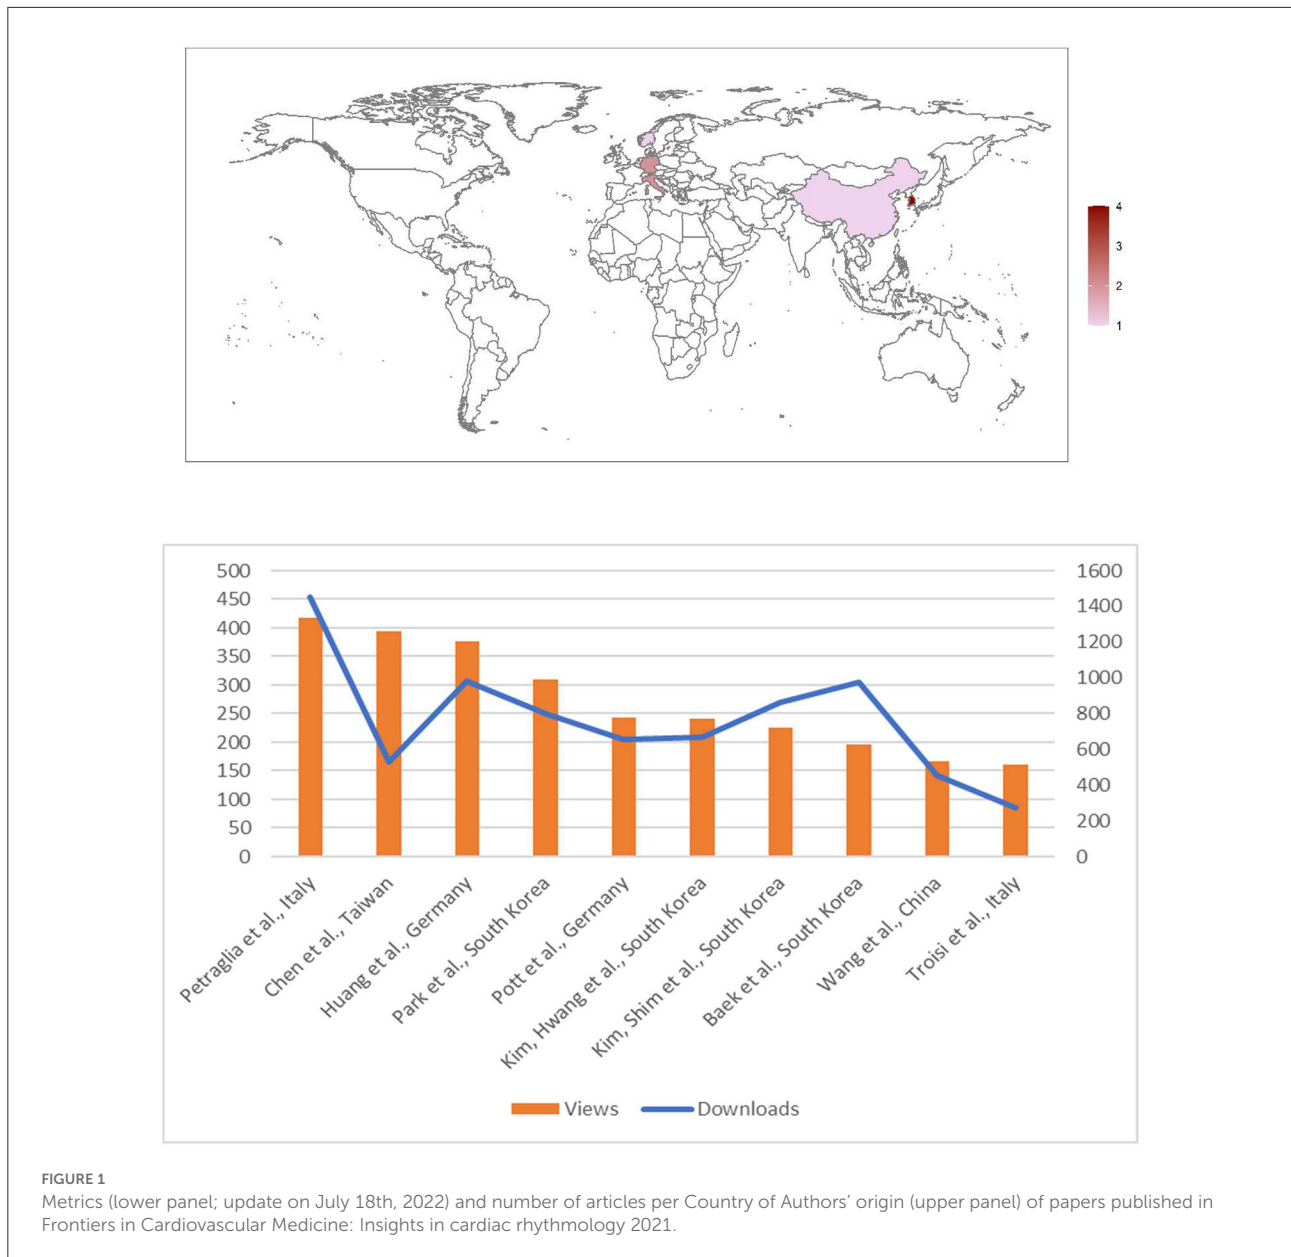 4
3
2
1
500
450
400
350
300
250
200
150
100
50
0
1600
1400
1200
1000
800
600
400
200
0
Petraglia et al., Italy
Chen et al., Taiwan
Huang et al., Germany
Park et al., South Korea
Pott et al., Germany
Kim, Hwang et al., South Korea
Kim, Shim et al., South Korea
Baek et al., South Korea
Wang et al., China
Troisi et al., Italy
Views
Downloads
FIGURE 1
Metrics (lower panel; update on July 18th, 2022) and number of articles per Country of Authors’ origin (upper panel) of papers published in
Frontiers in Cardiovascular Medicine: Insights in cardiac rhythmology 2021.